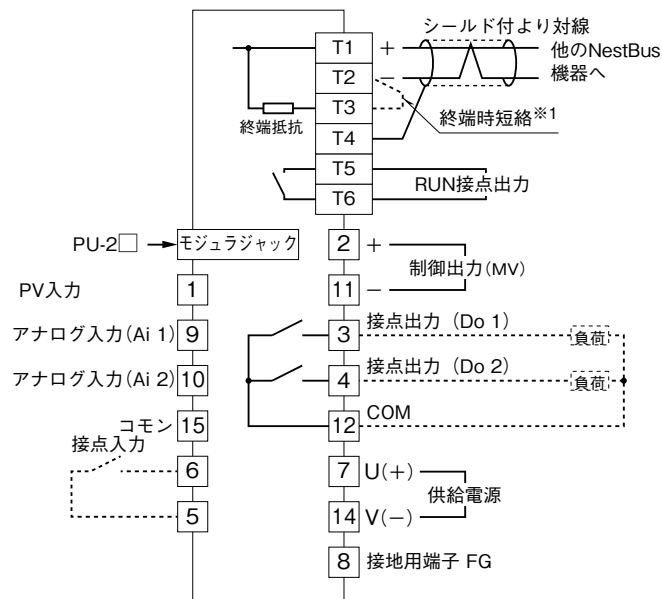 シールド付より対線
T1 + 他のNestBus
T2 − 機器へ
T3
終端抵抗 終端時短絡※1
T4
T5
RUN接点出力
T6
PU-2□ モジュラジャック 2 +
制御出力(MV)
PV入力 1 11 −
アナログ入力(Ai 1) 9 3 接点出力(Do 1) 負荷
アナログ入力(Ai 2) 10 4 接点出力(Do 2) 負荷
コモン 15 12 COM
接点入力
6 7 U(+)
供給電源
5 14 V(−)
8 接地用端子 FG